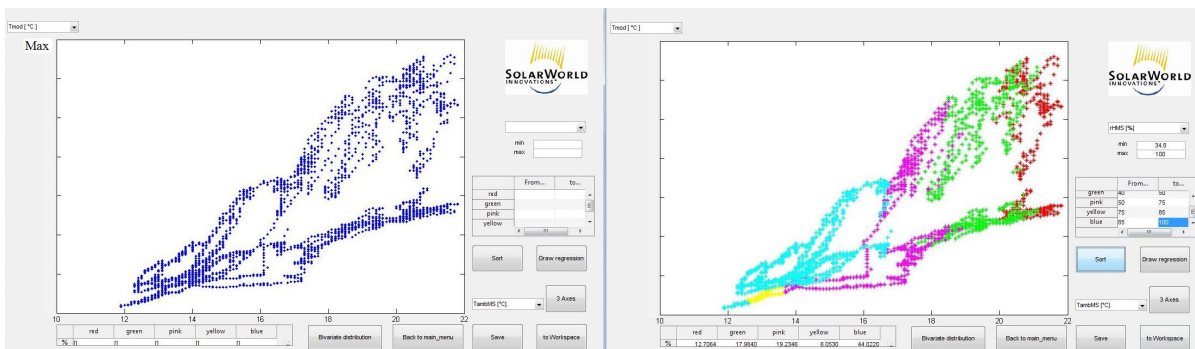 Tmod [ °C ]
Max
10 12 14 16 18 20 22
SOLARWORLD
INNOVATIONS
min
max
From... to...
red
green
pink
yellow
Sort
Draw regression
TambMS [°C]
3 Axes
red green pink yellow blue
% n n n n n
Bivariate distribution
Back to main_menu
Save
to Workspace
Tmod [ °C ]
10 12 14 16 18 20 22
SOLARWORLD
INNOVATIONS
rHMS [%]
min 34.8
max 100
From... to...
green 40 50
pink 50 75
yellow 75 85
blue 85 100
Sort
Draw regression
TambMS [°C]
3 Axes
red green pink yellow blue
% 12.7064 17.9840 19.2346 6.0530 44.0220
Bivariate distribution
Back to main_menu
Save
to Workspace